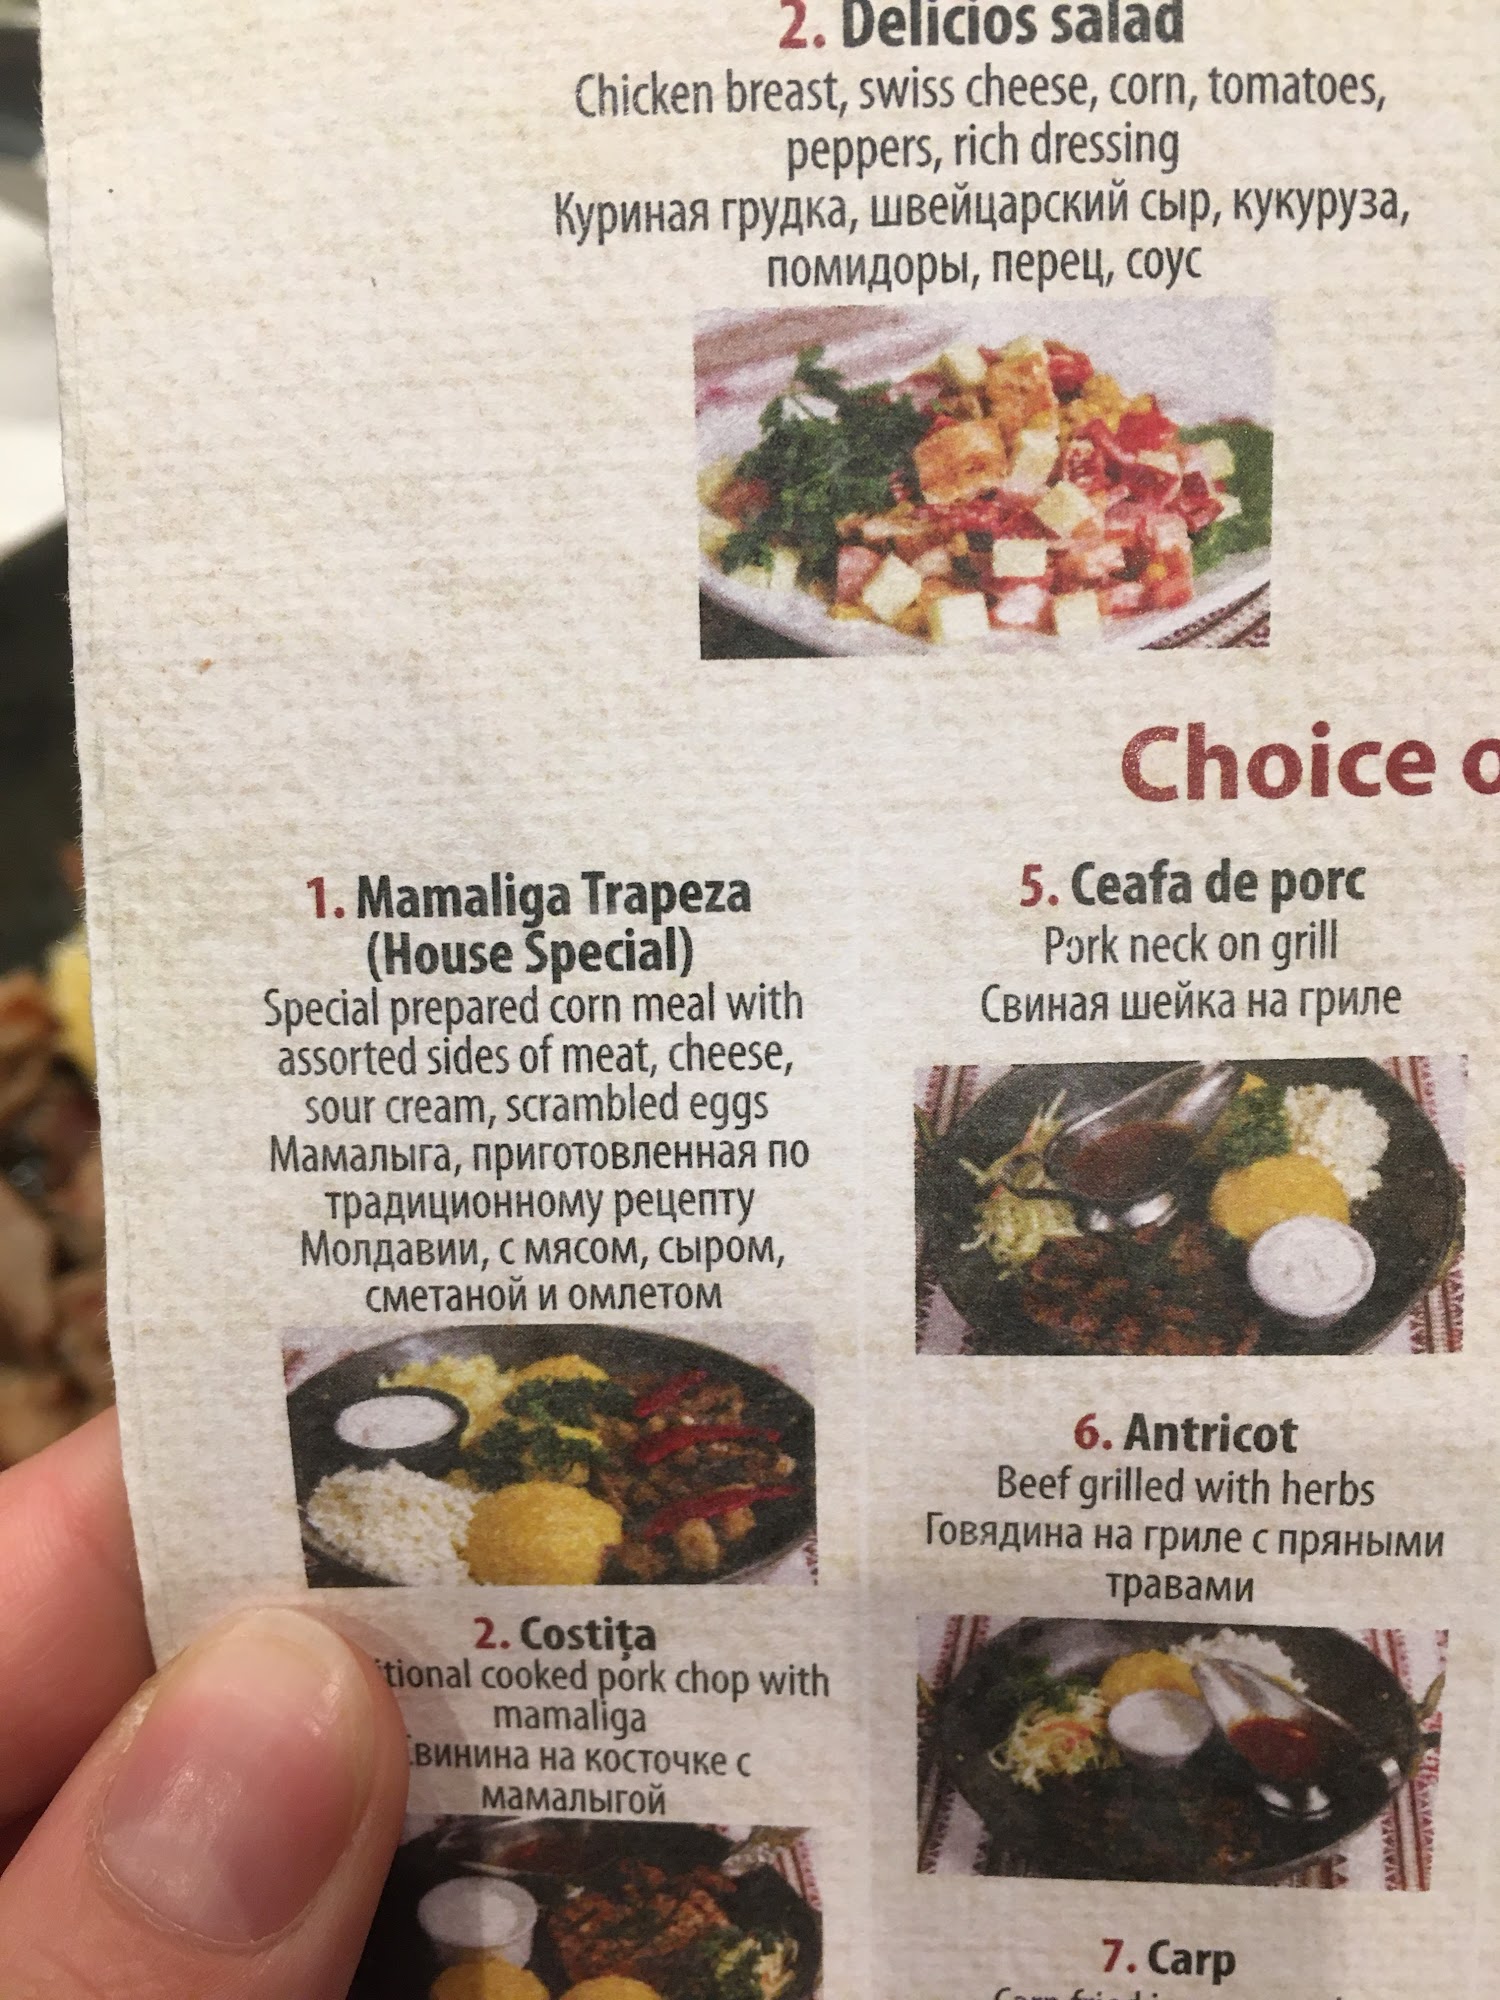 2. Delicios salad
Chicken breast, swiss cheese, corn, tomatoes,
peppers, rich dressing
Куриная грудка, швейцарский сыр, кукуруза,
помидоры, перец, соус
Choice
1. Mamaliga Trapeza
(House Special)
Special prepared corn meal with
assorted sides of meat, cheese,
sour cream, scrambled eggs
Мамалыга, приготовленная по
традиционному рецепту
Молдавии, с мясом, сыром,
сметаной и омлетом
2. Costița
cooked pork chop with
mamaliga
на косточке с
мамалыгой
5. Ceafa de porc
Pork neck on grill
Свиная шейка на гриле
6. Antricot
Beef grilled with herbs
Говядина на гриле с пряными
травами
7. Carp